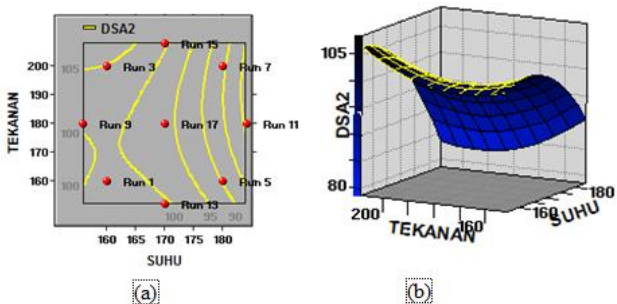 DSA2
TEKANAN
200
190
180
170
160
105
100
100
100 95 90
Run 3
Run 15
Run 7
Run 9
Run 17
Run 11
Run 1
Run 5
Run 13
160 165 170 175 180
SUHU
(a)
DSA2
105
80
200
TEKANAN
160
160
SUHU
180
(b)